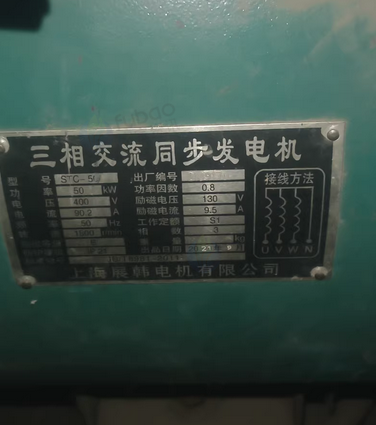 三相交流同步发电机
型 号 STC-50 出厂编号
功 率 50 kW 功率因数 0.8
电 压 400 V 励磁电压 130 V
电 流 90.2 A 励磁电流 9.5 A
50 Hz 工作定额 S1
1500 r/min 相 数 3
接线方法
U V W N
上海展韩电机有限公司